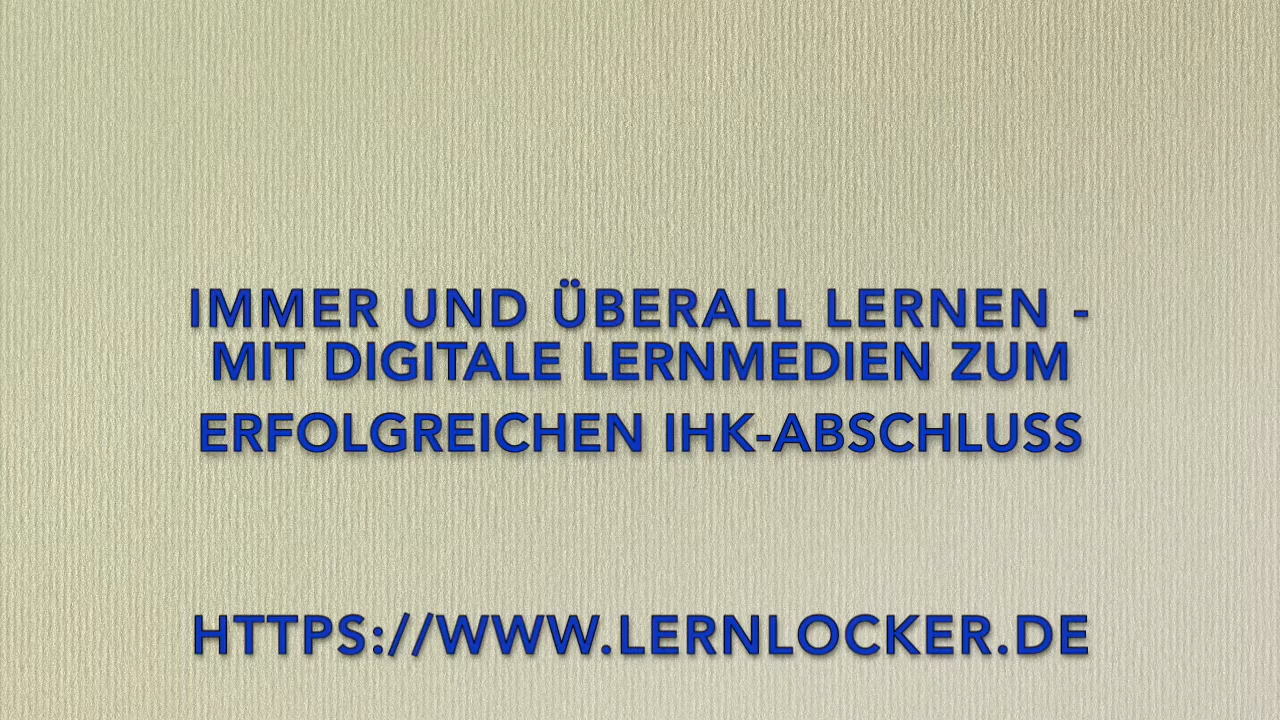 IMMER UND ÜBERALL LERNEN -
MIT DIGITALE LERNMEDIEN ZUM
ERFOLGREICHEN IHK-ABSCHLUSS
HTTPS://WWW.LERNLOCKER.DE